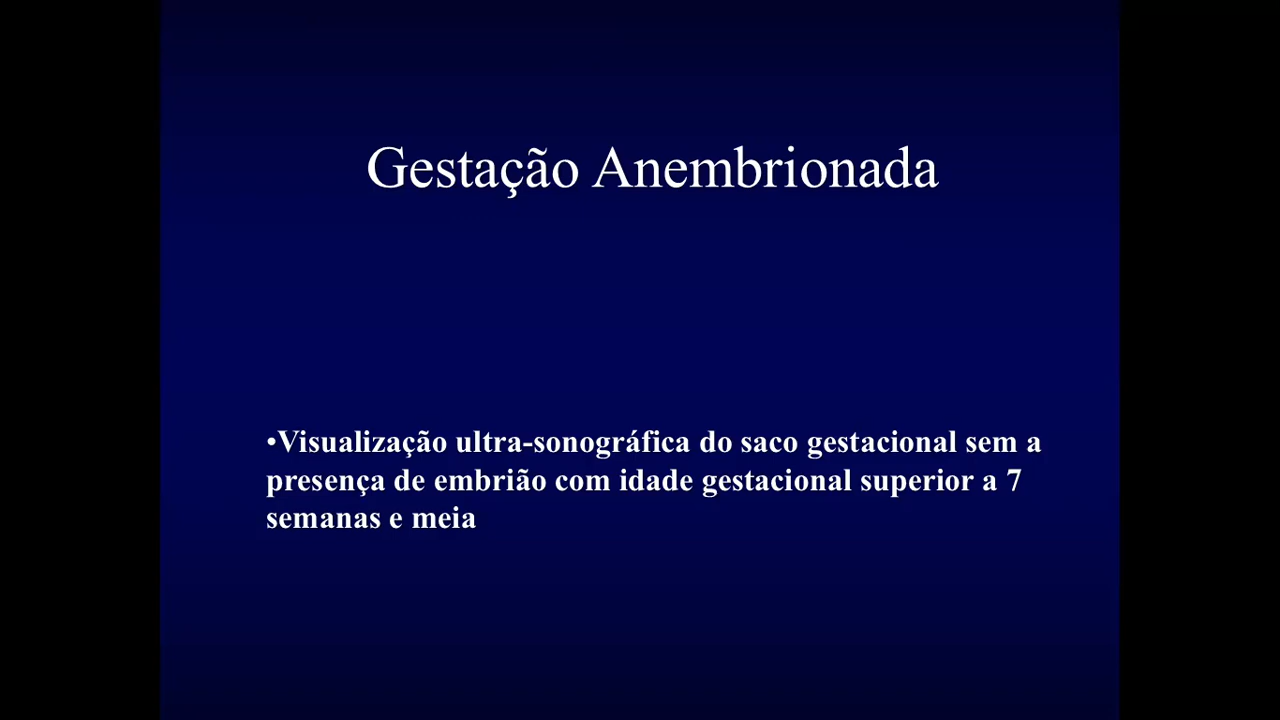 Gestação Anembrionada
•Visualização ultra-sonográfica do saco gestacional sem a
presença de embrião com idade gestacional superior a 7
semanas e meia